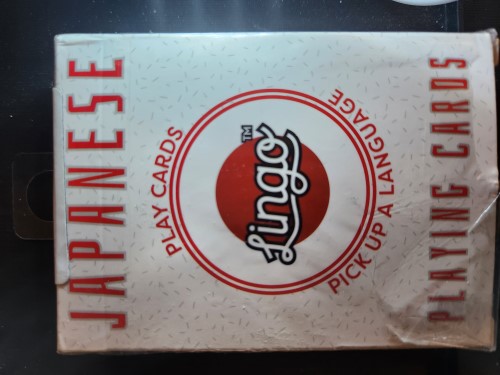 JAPANESE
PLAY CARDS
Lingo™
PICK UP A LANGUAGE
PLAYING CARDS